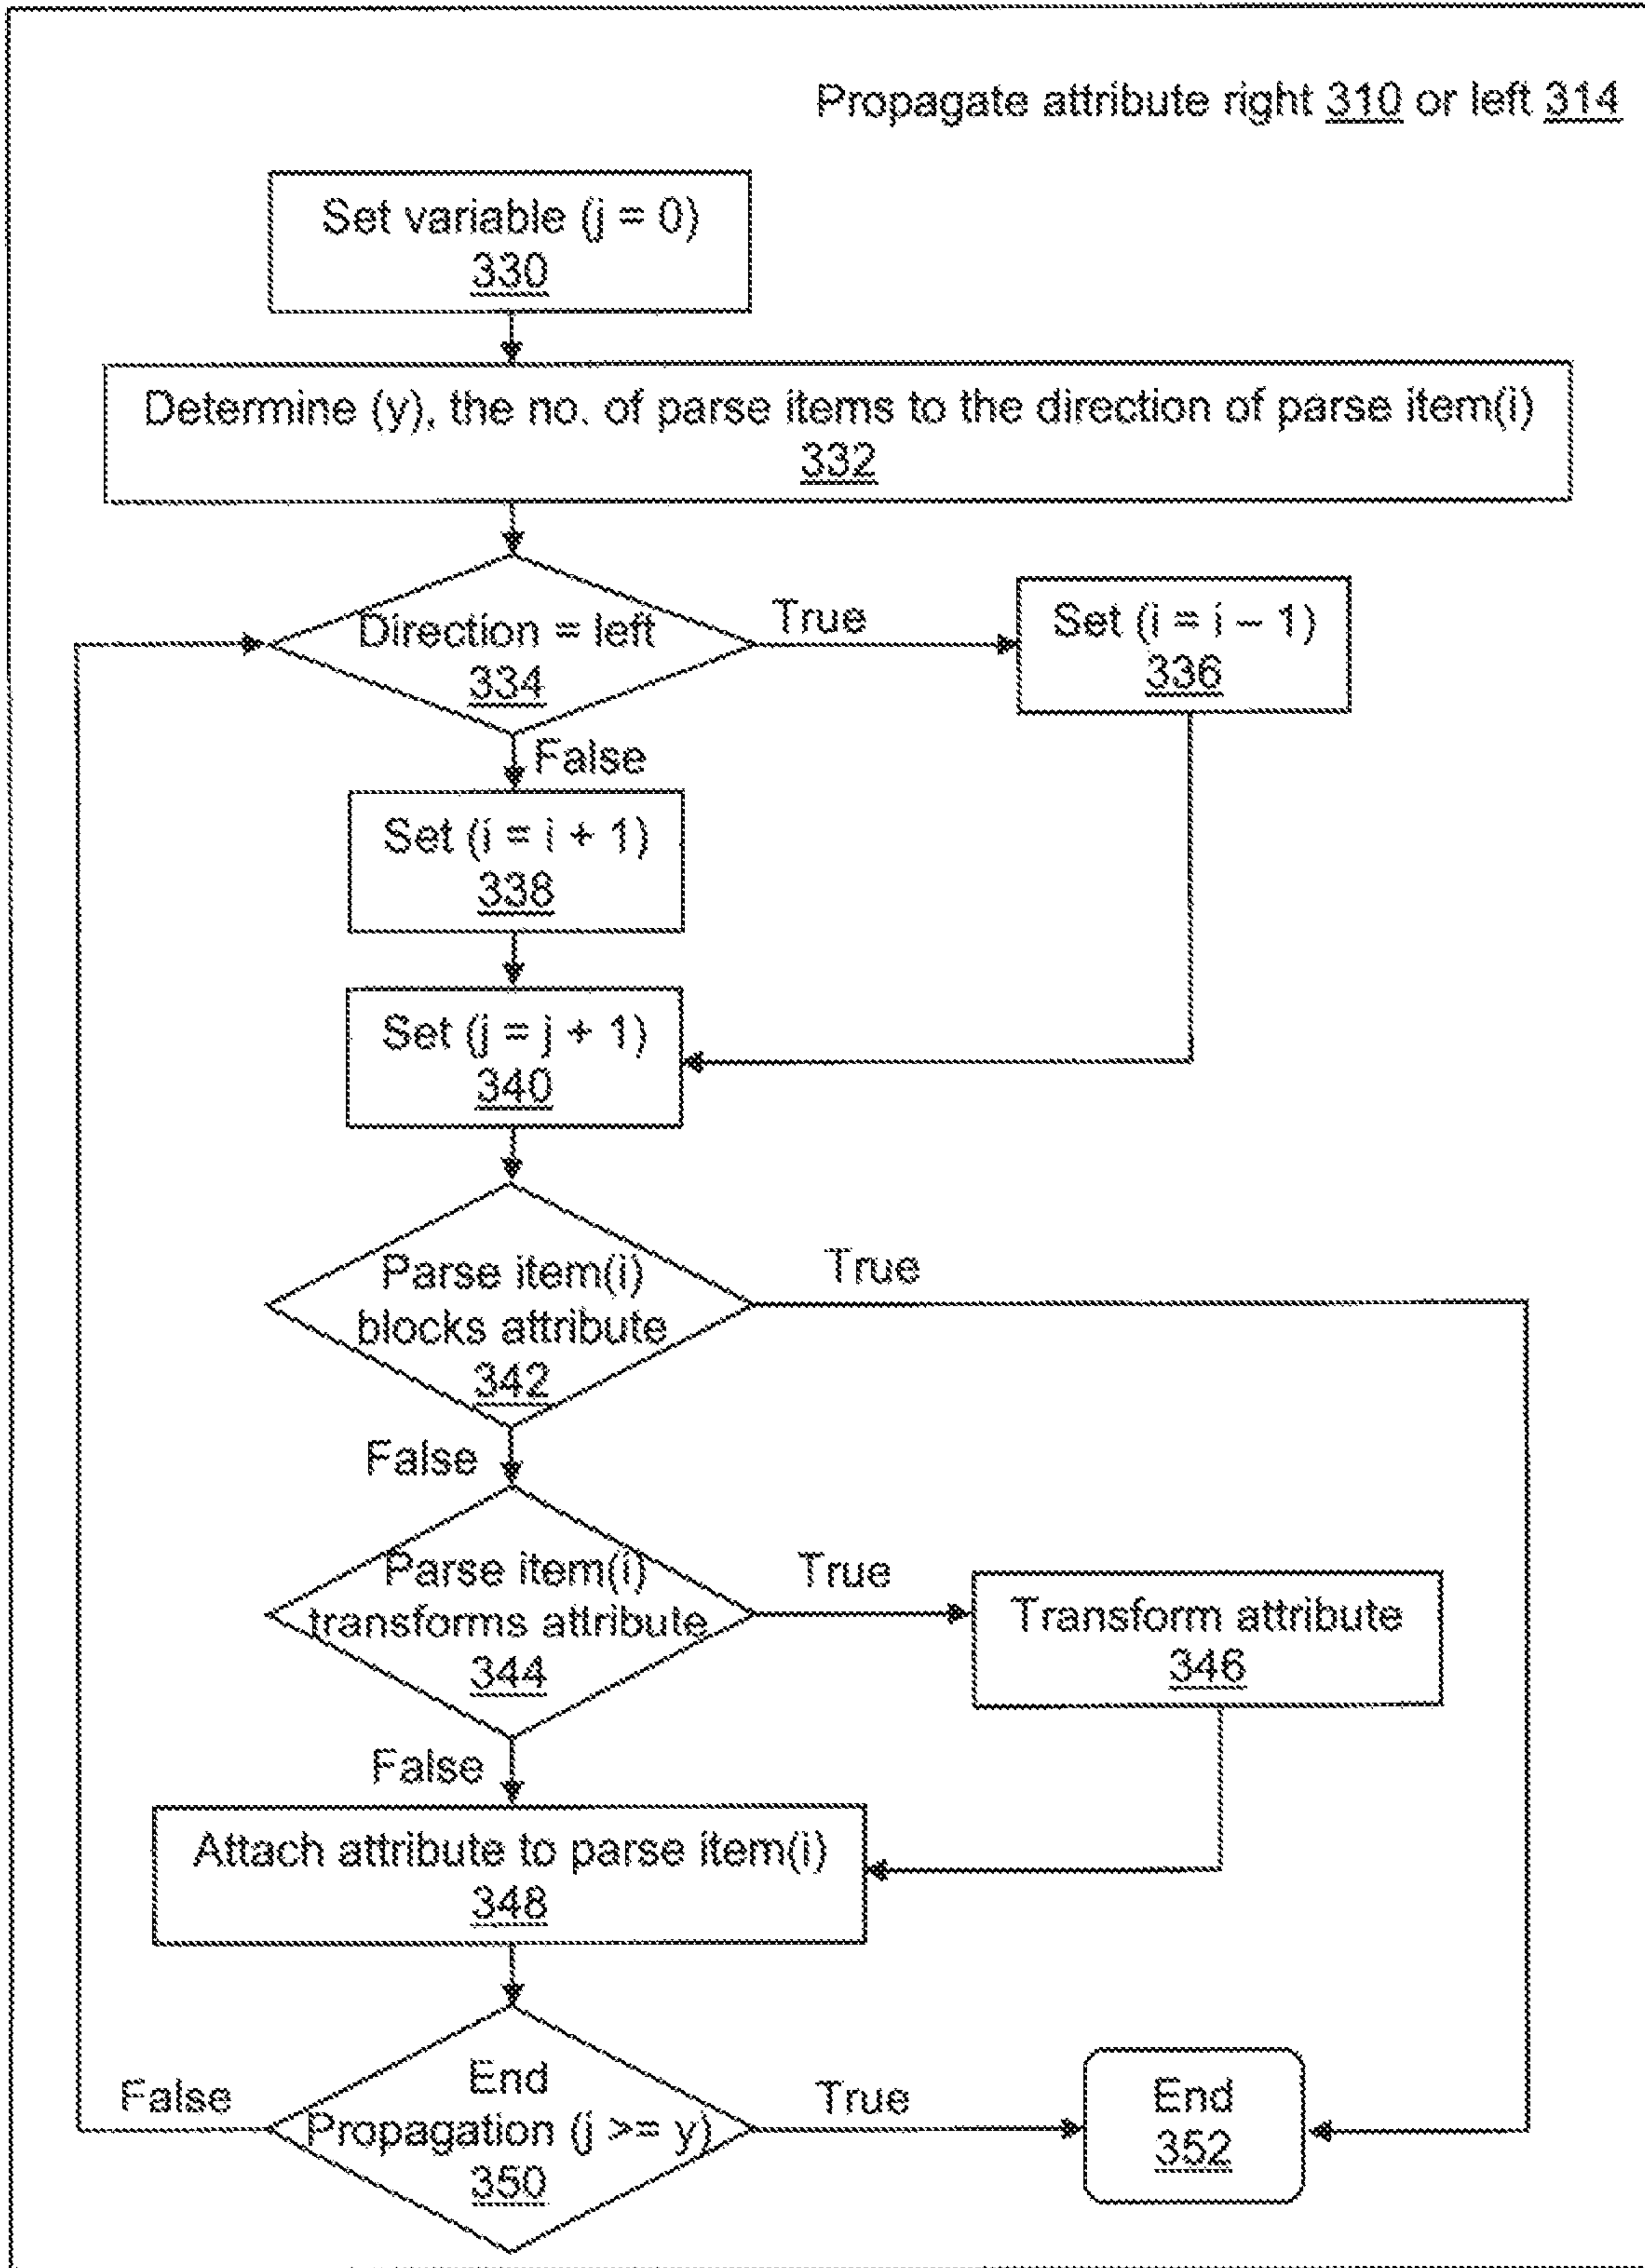 Propagate attribute right 310 or left 314
Set variable (j = 0)
330
Determine (y), the no. of parse items to the direction of parse item(i)
332
Direction = left
334
True
Set (i = i – 1)
336
False
Set (i = i + 1)
338
Set (j = j + 1)
340
Parse item(i)
blocks attribute
342
True
False
Parse item(i)
transforms attribute
344
True
Transform attribute
346
False
Attach attribute to parse item(i)
348
False
End
Propagation (j >= y)
350
True
End
352